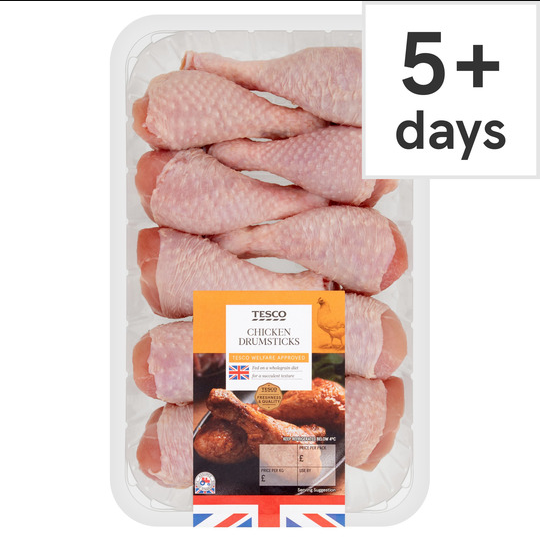 5+
days
TESCO
CHICKEN
DRUMSTICKS
TESCO WELFARE APPROVED
Fed on a wholegrain diet
for a succulent texture
TESCO
FRESHNESS
& QUALITY
KEEP REFRIGERATED BELOW 4°C
PRICE PER PACK
£
PRICE PER KG
£
USE BY
Serving Suggestion